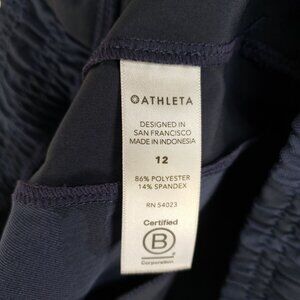 ATHLETA
DESIGNED IN
SAN FRANCISCO
MADE IN INDONESIA
12
86% POLYESTER
14% SPANDEX
RN 54023
Certified
B
Corporation